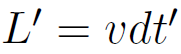 L′ = vdt′